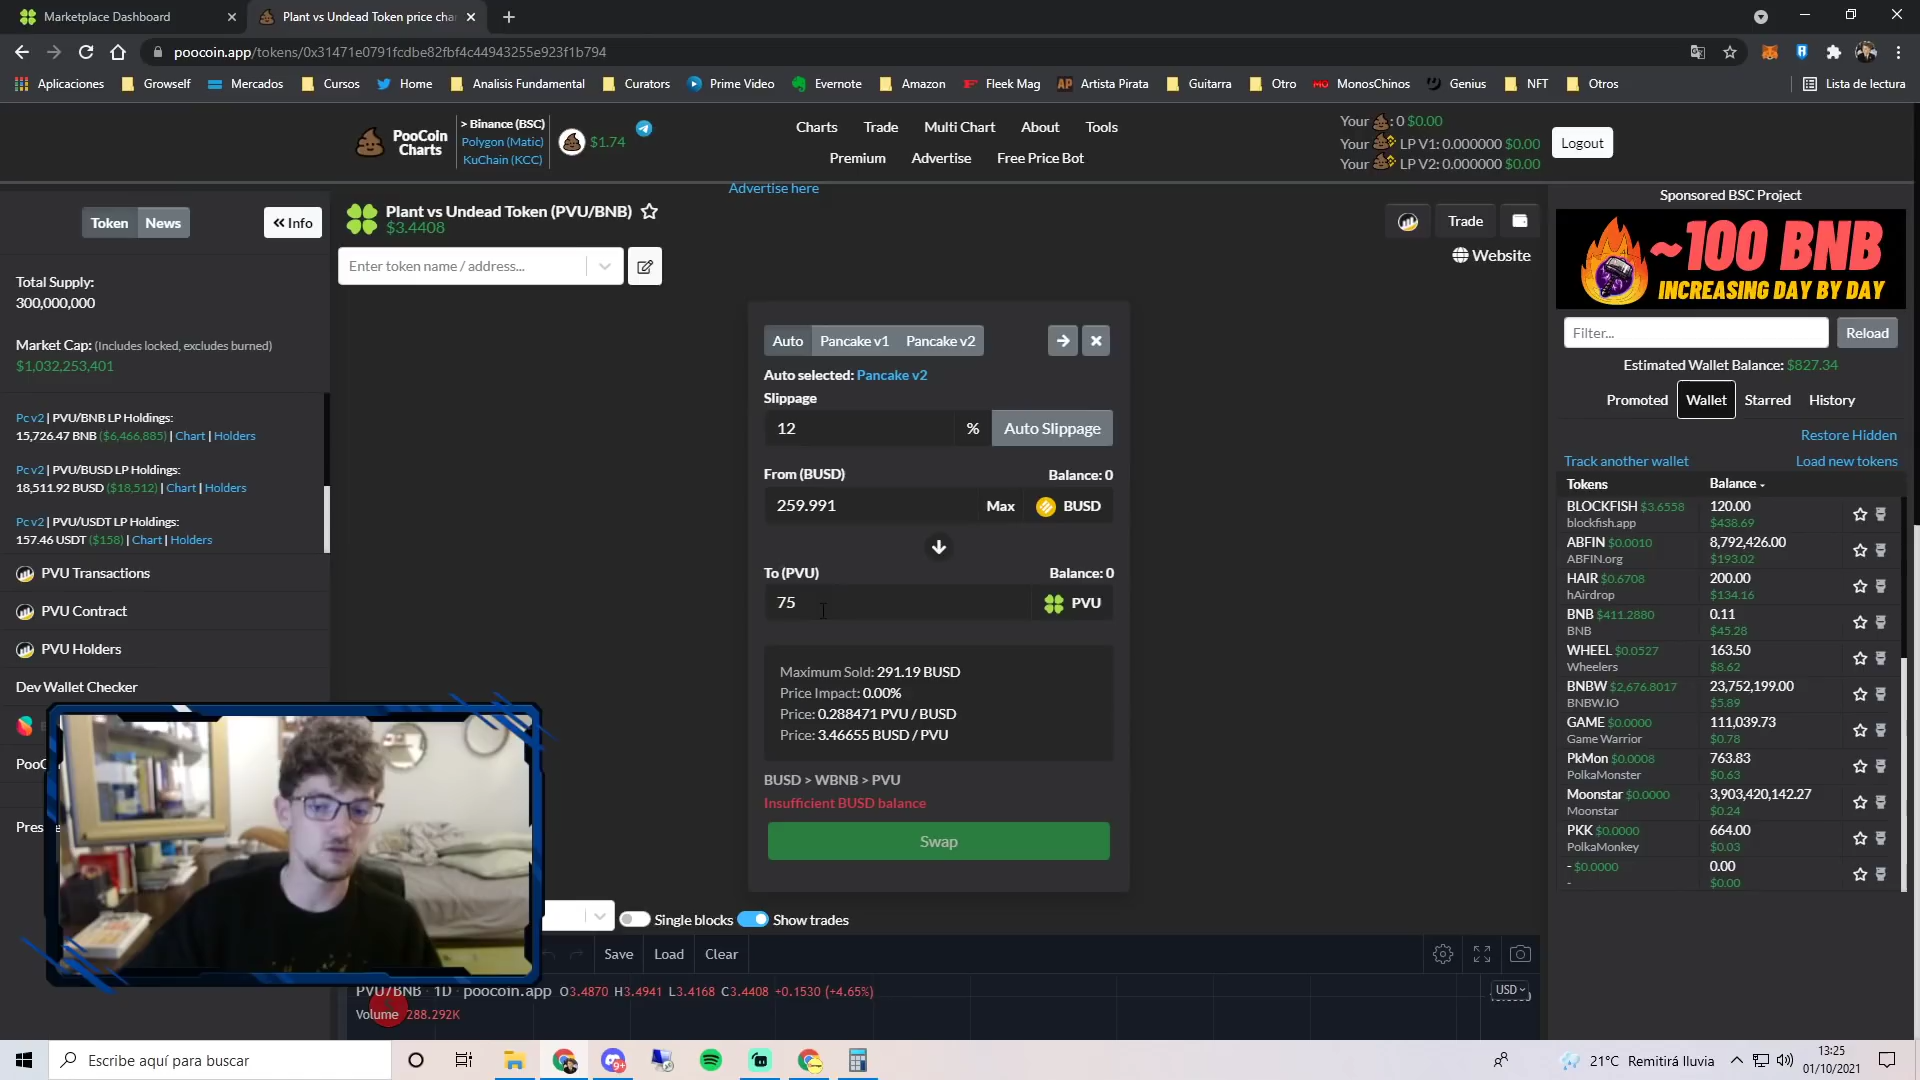 Marketplace Dashboard
Plant vs Undead Token price cha
poocoin.app/tokens/0x31471e0791fcdbe82fbf4c44943255e923f1b794
Aplicaciones Growself Mercados Cursos Home Analisis Fundamental Curators Prime Video Evernote Amazon Fleek Mag AP Artista Pirata Guitarra Otro MO MonosChinos Genius NFT Otros Lista de lectura
PooCoin Charts
> Binance (BSC)
Polygon (Matic)
KuChain (KCC)
$1.74
Charts Trade Multi Chart About Tools
Premium Advertise Free Price Bot
Your : 0 $0.00
Your LP V1: 0.000000 $0.00
Your LP V2: 0.000000 $0.00
Logout
Advertise here
Token News
<< Info
Total Supply:
300,000,000
Market Cap: (Includes locked, excludes burned)
$1,032,253,401
Pc v2 | PVU/BNB LP Holdings:
15,726.47 BNB ($6,466,885) | Chart | Holders
Pc v2 | PVU/BUSD LP Holdings:
18,511.92 BUSD ($18,512) | Chart | Holders
Pc v2 | PVU/USDT LP Holdings:
157.46 USDT ($158) | Chart | Holders
PVU Transactions
PVU Contract
PVU Holders
Dev Wallet Checker
Plant vs Undead Token (PVU/BNB)
$3.4408
Enter token name / address...
Trade
Website
Auto Pancake v1 Pancake v2
Auto selected: Pancake v2
Slippage
12 % Auto Slippage
From (BUSD) Balance: 0
259.991 Max BUSD
To (PVU) Balance: 0
75 PVU
Maximum Sold: 291.19 BUSD
Price Impact: 0.00%
Price: 0.288471 PVU / BUSD
Price: 3.46655 BUSD / PVU
BUSD > WBNB > PVU
Insufficient BUSD balance
Swap
Single blocks Show trades
Save Load Clear
PVU/BNB · 1D · poocoin.app O3.4870 H3.4941 L3.4168 C3.4408 +0.1530 (+4.65%)
USD
Volume 288.292K
Sponsored BSC Project
~100 BNB
INCREASING DAY BY DAY
Filter... Reload
Estimated Wallet Balance: $827.34
Promoted Wallet Starred History
Restore Hidden
Track another wallet Load new tokens
Tokens Balance
BLOCKFISH $3.6558 120.00
blockfish.app $438.69
ABFIN $0.0010 8,792,426.00
ABFIN.org $193.02
HAIR $0.6708 200.00
hAirdrop $134.16
BNB $411.2880 0.11
BNB $45.28
WHEEL $0.0527 163.50
Wheelers $8.62
BNBW $2,676.8017 23,752,199.00
BNBW.IO $5.89
GAME $0.0000 111,039.73
Game Warrior $0.78
PkMon $0.0008 763.83
PolkaMonster $0.63
Moonstar $0.0000 3,903,420,142.27
Moonstar $0.24
PKK $0.0000 664.00
PolkaMonkey $0.03
- $0.0000 0.00
- $0.00
Escribe aquí para buscar
21°C Remitirá lluvia
13:25
01/10/2021